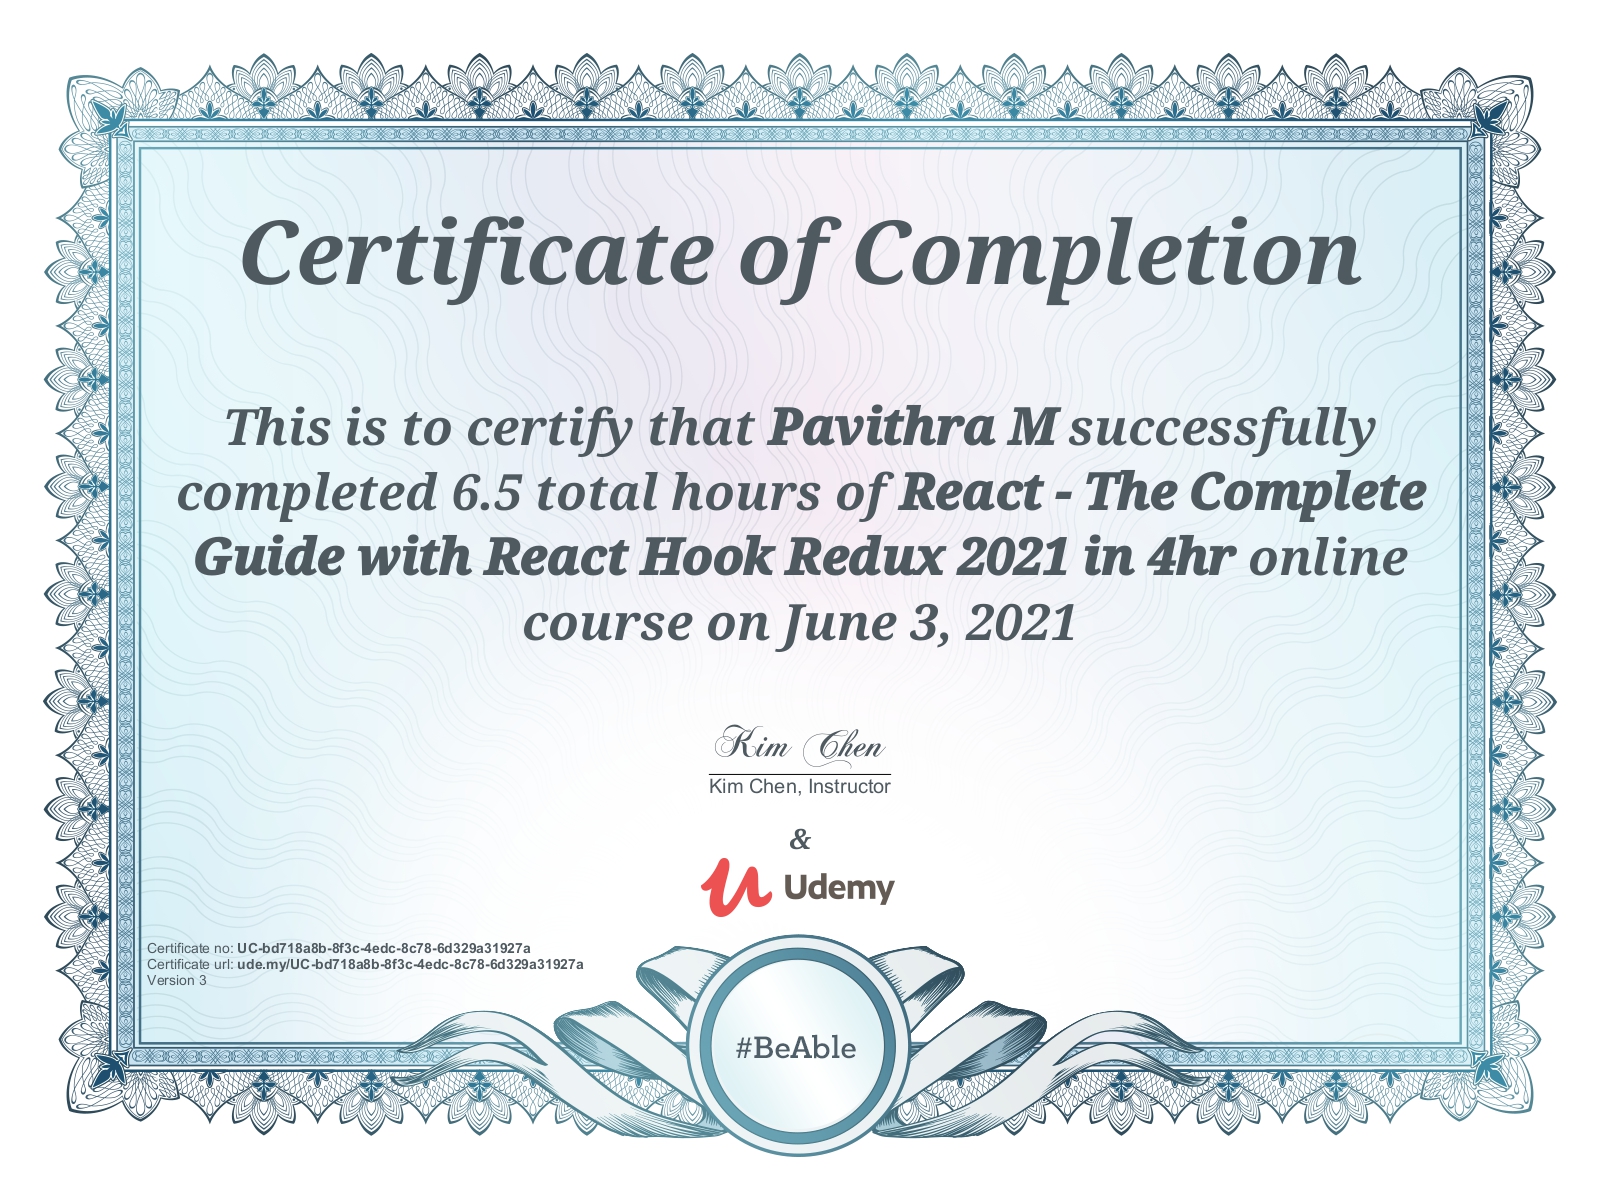 Certificate of Completion
This is to certify that Pavithra M successfully
completed 6.5 total hours of React - The Complete
Guide with React Hook Redux 2021 in 4hr online
course on June 3, 2021
Kim Chen
Kim Chen, Instructor
&
Udemy
Certificate no: UC-bd718a8b-8f3c-4edc-8c78-6d329a31927a
Certificate url: ude.my/UC-bd718a8b-8f3c-4edc-8c78-6d329a31927a
Version 3
#BeAble